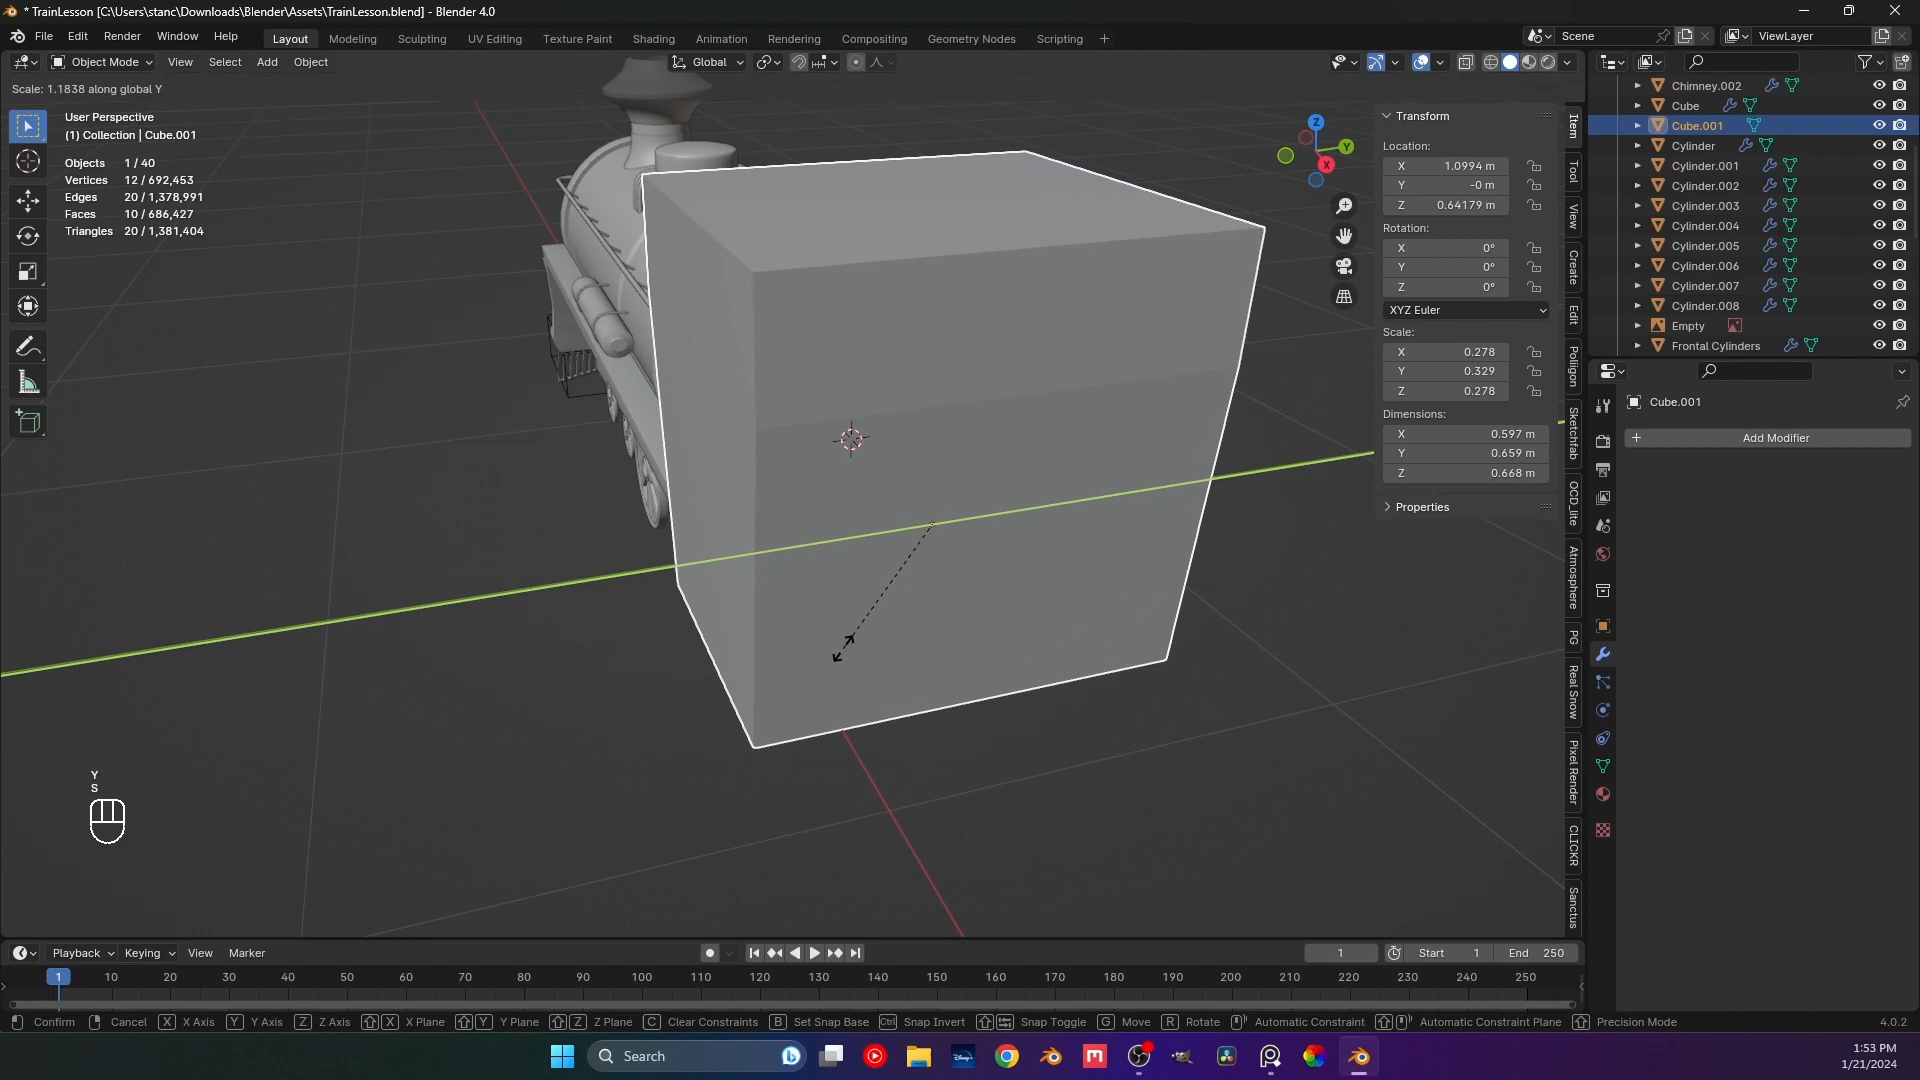 * TrainLesson [C:\Users\stanc\Downloads\Blender\Assets\TrainLesson.blend] - Blender 4.0
File Edit Render Window Help Layout Modeling Sculpting UV Editing Texture Paint Shading Animation Rendering Compositing Geometry Nodes Scripting + Scene ViewLayer
Object Mode View Select Add Object Global
Scale: 1.1838 along global Y
User Perspective
(1) Collection | Cube.001
Objects 1 / 40
Vertices 12 / 692,453
Edges 20 / 1,378,991
Faces 10 / 686,427
Triangles 20 / 1,381,404
Z
Y
X
Y
S
Transform
Location:
X 1.0994 m
Y -0 m
Z 0.64179 m
Rotation:
X 0°
Y 0°
Z 0°
XYZ Euler
Scale:
X 0.278
Y 0.329
Z 0.278
Dimensions:
X 0.597 m
Y 0.659 m
Z 0.668 m
Properties
Item
Tool
View
Create
Edit
Poliigon
Sketchfab
OCD_lite
Atmosphere
PG
Real Snow
Pixel Render
CLICKR
Sanctus
Chimney.002
Cube
Cube.001
Cylinder
Cylinder.001
Cylinder.002
Cylinder.003
Cylinder.004
Cylinder.005
Cylinder.006
Cylinder.007
Cylinder.008
Empty
Frontal Cylinders
Cube.001
+ Add Modifier
Playback Keying View Marker 1 Start 1 End 250
1 10 20 30 40 50 60 70 80 90 100 110 120 130 140 150 160 170 180 190 200 210 220 230 240 250
Confirm Cancel X X Axis Y Y Axis Z Z Axis X X Plane Y Y Plane Z Z Plane C Clear Constraints B Set Snap Base Ctrl Snap Invert Snap Toggle G Move R Rotate Automatic Constraint Automatic Constraint Plane Precision Mode 4.0.2
Search
1:53 PM
1/21/2024